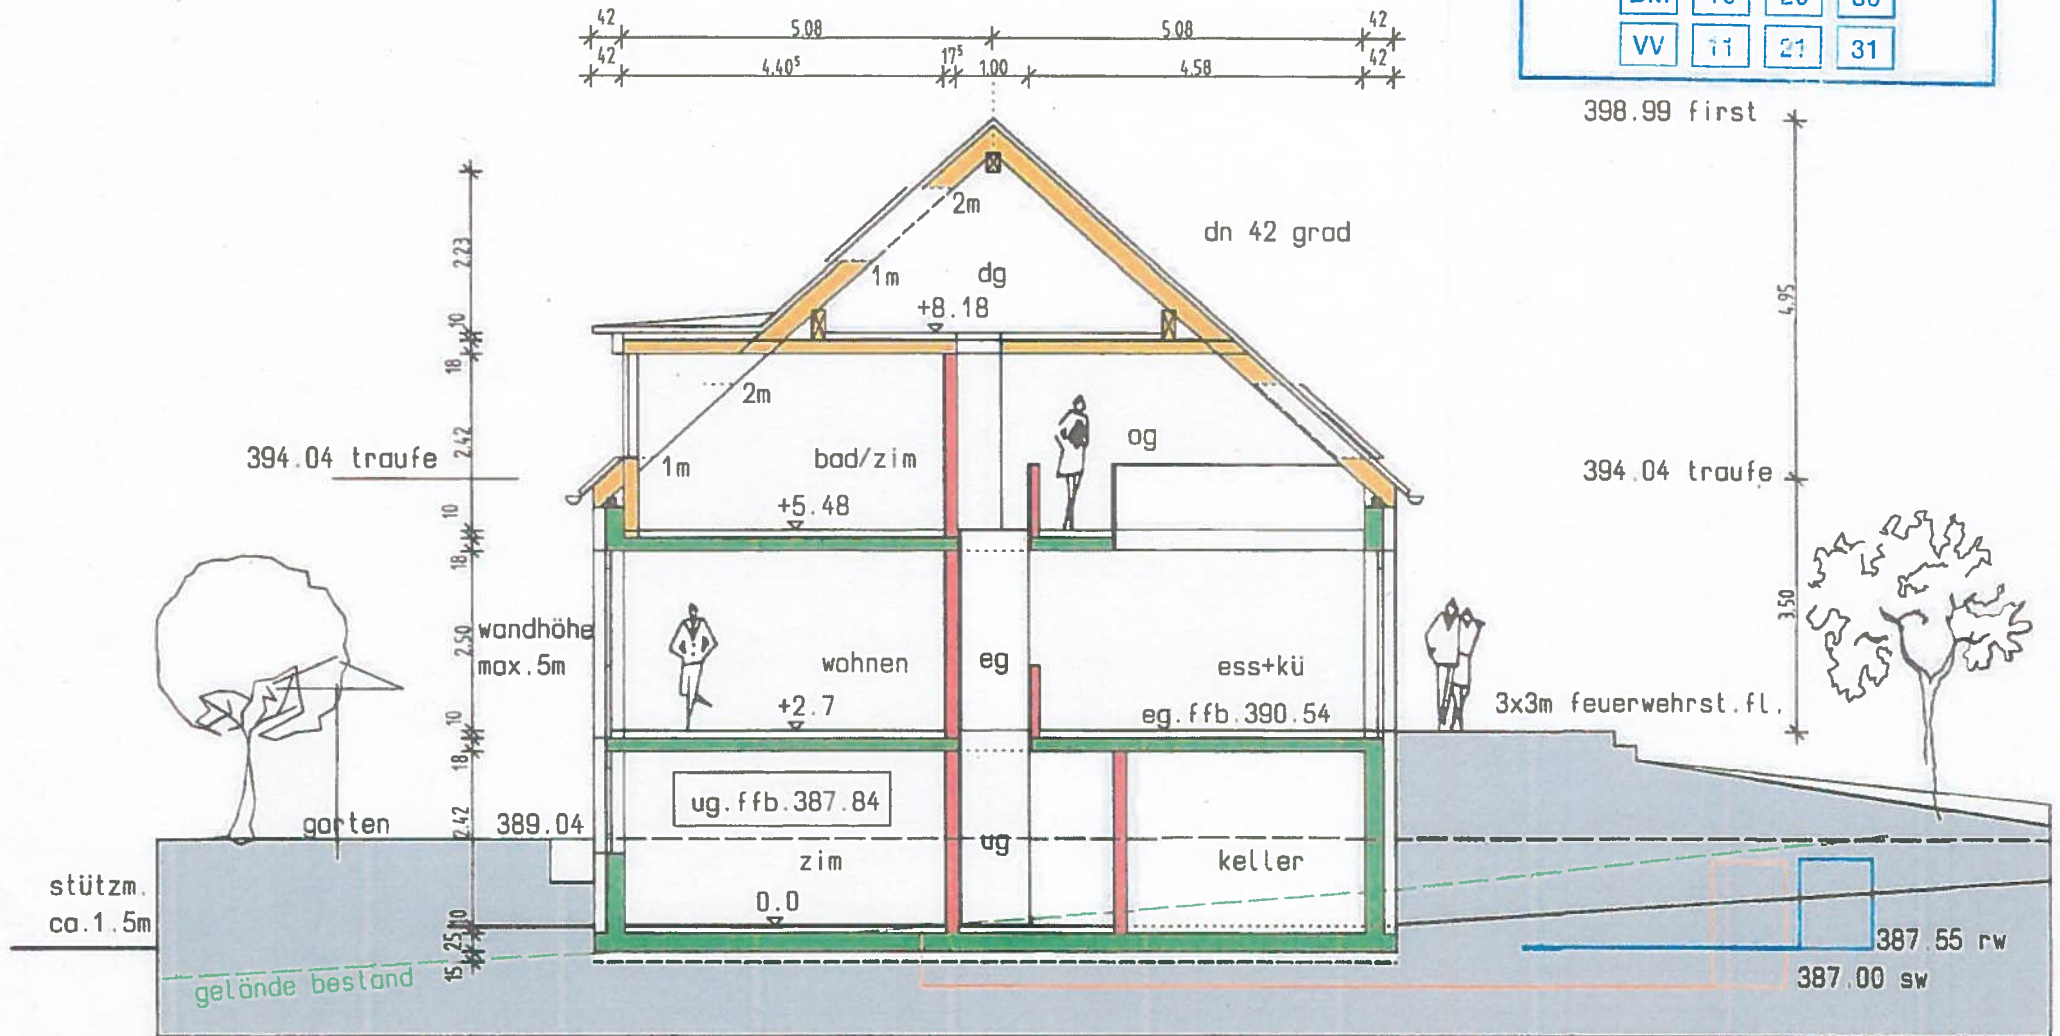 42 5.08 5.08 42
42 4.40⁵ 17⁵ 1.00 4.58 42
VV 11 21 31
398.99 first
2m
dn 42 grad
2.23
1m
dg
+8.18
4.95
10
18
2m
2.42
394.04 traufe
1m
bad/zim
og
394.04 traufe
+5.48
10
18
wandhöhe
max.5m
2.50
wohnen
eg
ess+kü
3.50
+2.7
eg.ffb.390.54
3x3m feuerwehrst.fl.
10
18
ug.ffb.387.84
garten
389.04
2.42
zim
ug
keller
stützm.
ca.1.5m
0.0
10
25
15
387.55 rw
387.00 sw
gelände bestand